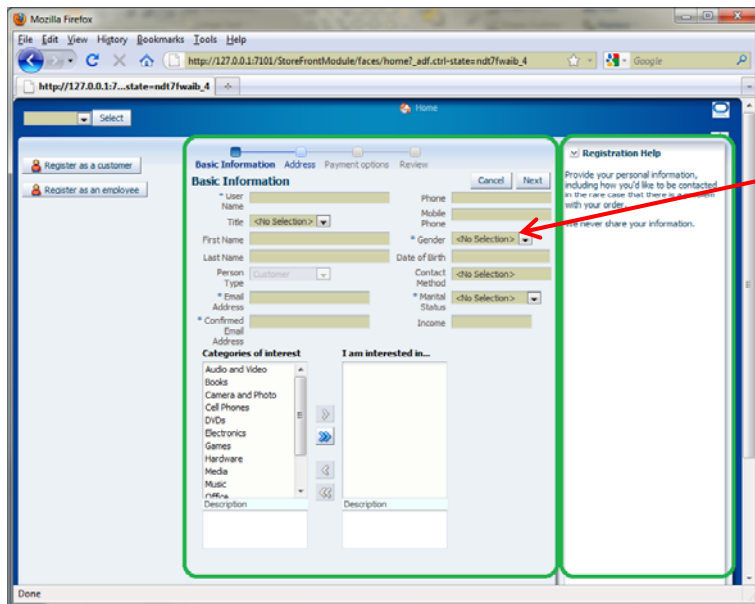 Mozilla Firefox
File Edit View History Bookmarks Tools Help
http://127.0.0.1:7101/StoreFrontModule/faces/home?_adf.ctrl-state=ndt7fwaib_4
Google
http://127.0.0.1:7...state=ndt7fwaib_4
Select
Home
Register as a customer
Register as an employee
Basic Information Address Payment options Review
Basic Information
Cancel Next
* User Name
Title <No Selection>
First Name
Last Name
Person Type Customer
* Email Address
* Confirmed Email Address
Phone
Mobile Phone
* Gender <No Selection>
Date of Birth
Contact Method <No Selection>
* Marital Status <No Selection>
Income
Categories of interest
Audio and Video
Books
Camera and Photo
Cell Phones
DVDs
Electronics
Games
Hardware
Media
Music
Office
Description
I am interested in...
Description
Registration Help
Provide your personal information,
including how you'd like to be contacted
in the rare case that there is a problem
with your order.
We never share your information.
Done